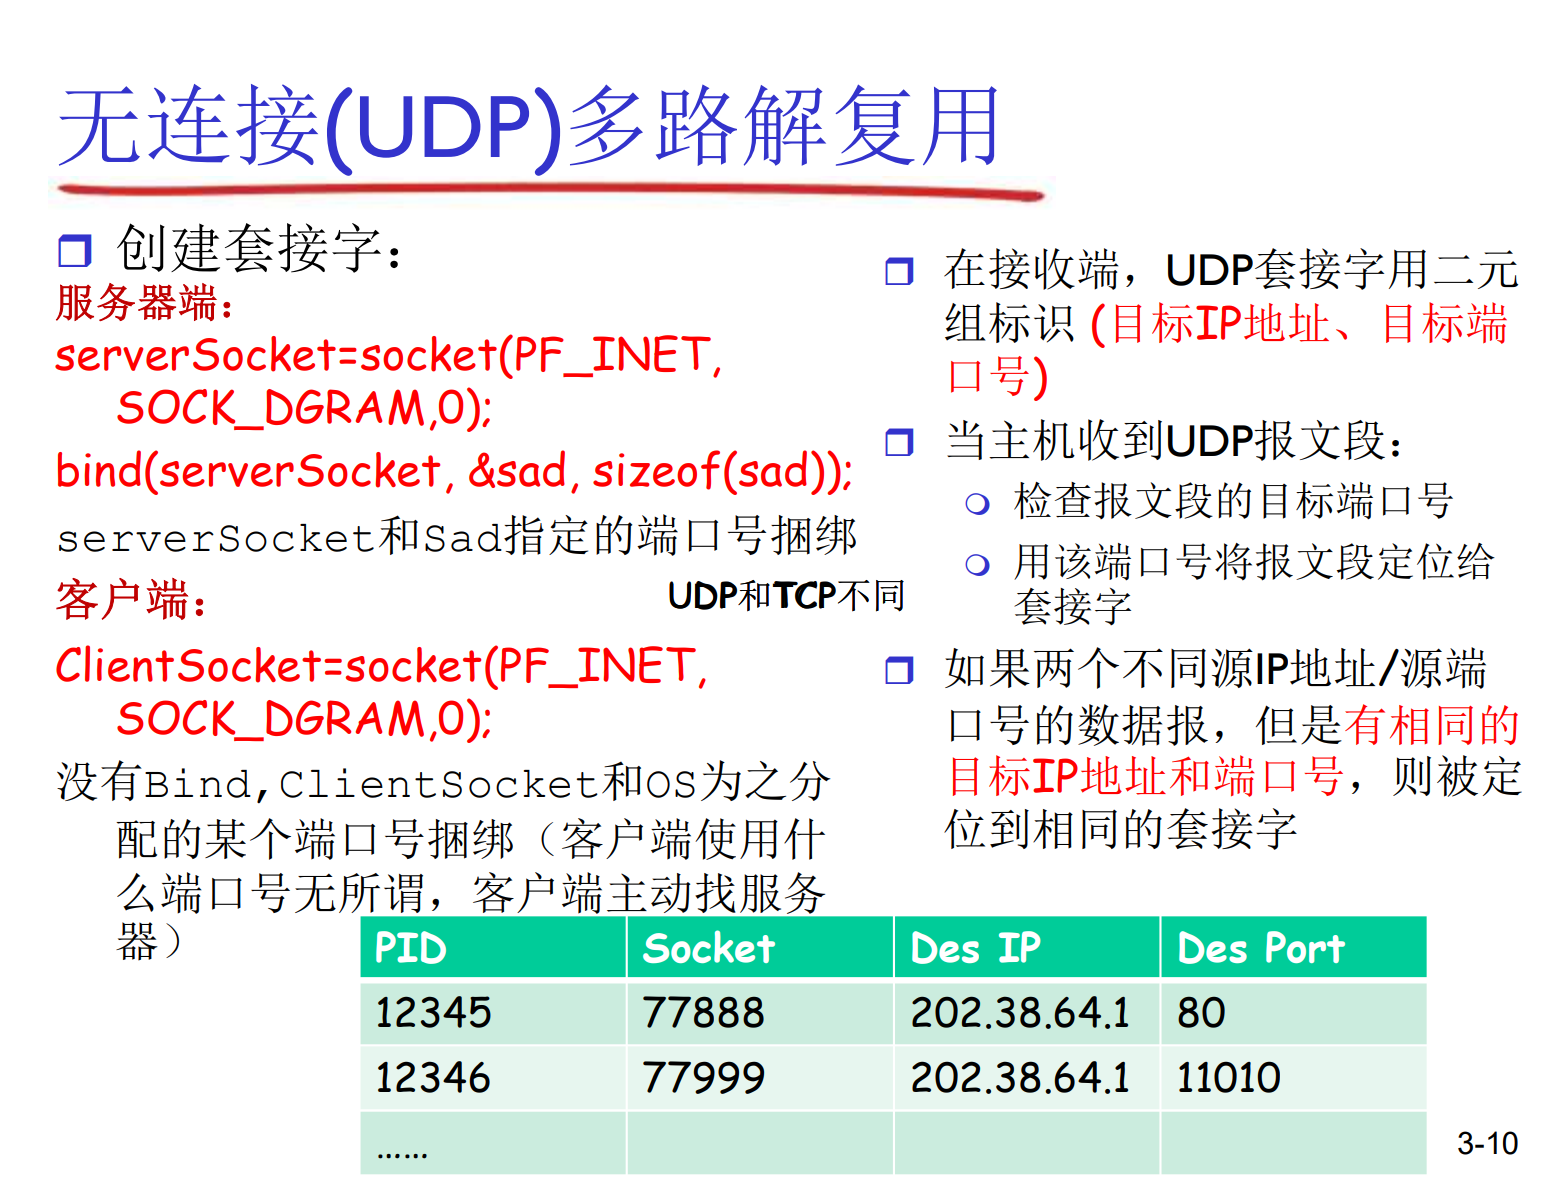 无连接(UDP)多路解复用
创建套接字：
服务器端：
serverSocket=socket(PF_INET,
SOCK_DGRAM,0);
bind(serverSocket, &sad, sizeof(sad));
serverSocket和Sad指定的端口号捆绑
客户端：
ClientSocket=socket(PF_INET,
SOCK_DGRAM,0);
没有Bind,ClientSocket和OS为之分
配的某个端口号捆绑（客户端使用什
么端口号无所谓，客户端主动找服务
器）
UDP和TCP不同
在接收端，UDP套接字用二元
组标识 (目标IP地址、目标端
口号)
当主机收到UDP报文段：
检查报文段的目标端口号
用该端口号将报文段定位给
套接字
如果两个不同源IP地址/源端
口号的数据报，但是有相同的
目标IP地址和端口号，则被定
位到相同的套接字
PID Socket Des IP Des Port
12345 77888 202.38.64.1 80
12346 77999 202.38.64.1 11010
……
3-10